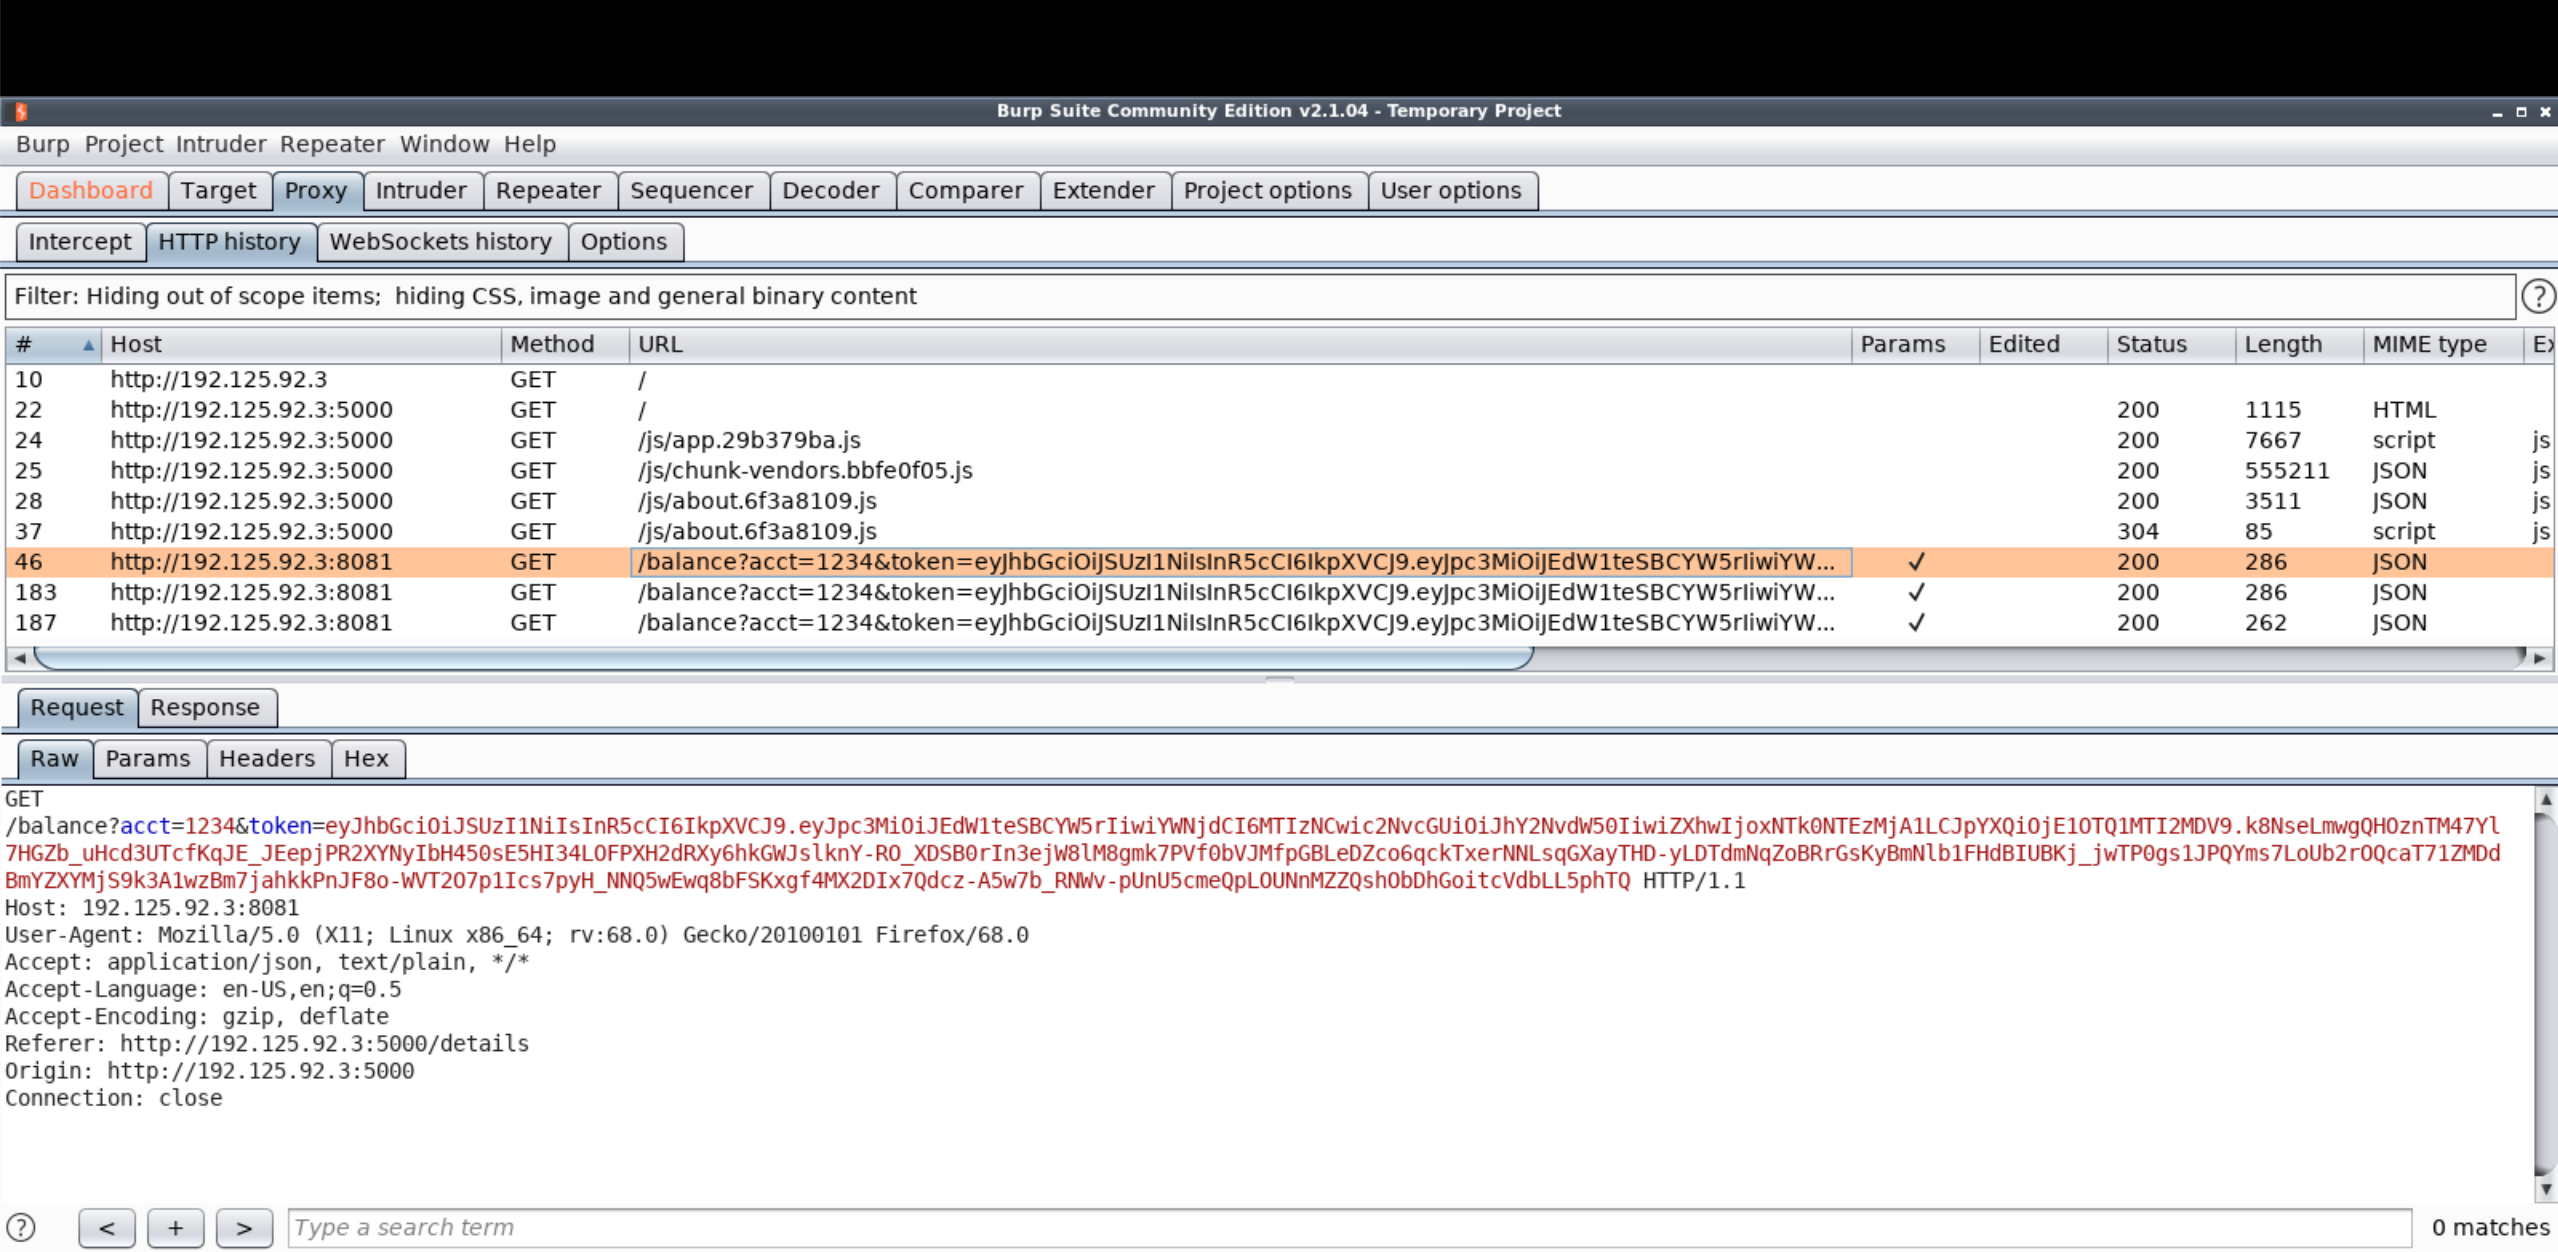 Burp Suite Community Edition v2.1.04 - Temporary Project
Burp Project Intruder Repeater Window Help
Dashboard Target Proxy Intruder Repeater Sequencer Decoder Comparer Extender Project options User options
Intercept HTTP history WebSockets history Options
Filter: Hiding out of scope items; hiding CSS, image and general binary content
# Host Method URL Params Edited Status Length MIME type Ex
10 http://192.125.92.3 GET /
22 http://192.125.92.3:5000 GET / 200 1115 HTML
24 http://192.125.92.3:5000 GET /js/app.29b379ba.js 200 7667 script js
25 http://192.125.92.3:5000 GET /js/chunk-vendors.bbfe0f05.js 200 555211 JSON js
28 http://192.125.92.3:5000 GET /js/about.6f3a8109.js 200 3511 JSON js
37 http://192.125.92.3:5000 GET /js/about.6f3a8109.js 304 85 script js
46 http://192.125.92.3:8081 GET /balance?acct=1234&token=eyJhbGciOiJSUzI1NiIsInR5cCI6IkpXVCJ9.eyJpc3MiOiJEdW1teSBCYW5rIiwiYW... ✓ 200 286 JSON
183 http://192.125.92.3:8081 GET /balance?acct=1234&token=eyJhbGciOiJSUzI1NiIsInR5cCI6IkpXVCJ9.eyJpc3MiOiJEdW1teSBCYW5rIiwiYW... ✓ 200 286 JSON
187 http://192.125.92.3:8081 GET /balance?acct=1234&token=eyJhbGciOiJSUzI1NiIsInR5cCI6IkpXVCJ9.eyJpc3MiOiJEdW1teSBCYW5rIiwiYW... ✓ 200 262 JSON
Request Response
Raw Params Headers Hex
GET
/balance?acct=1234&token=eyJhbGciOiJSUzI1NiIsInR5cCI6IkpXVCJ9.eyJpc3MiOiJEdW1teSBCYW5rIiwiYWNjdCI6MTIzNCwic2NvcGUiOiJhY2NvdW50IiwiZXhwIjoxNTk0NTEzMjA1LCJpYXQiOjE1OTQ1MTI2MDV9.k8NseLmwgQHOznTM47Yl
7HGZb_uHcd3UTcfKqJE_JEepjPR2XYNyIbH450sE5HI34LOFPXH2dRXy6hkGWJslknY-RO_XDSB0rIn3ejW8lM8gmk7PVf0bVJMfpGBLeDZco6qckTxerNNLsqGXayTHD-yLDTdmNqZoBRrGsKyBmNlb1FHdBIUBKj_jwTP0gs1JPQYms7LoUb2rOQcaT71ZMDd
BmYZXYMjS9k3A1wzBm7jahkkPnJF8o-WVT2O7p1Ics7pyH_NNQ5wEwq8bFSKxgf4MX2DIx7Qdcz-A5w7b_RNWv-pUnU5cmeQpLOUNnMZZQshObDhGoitcVdbLL5phTQ HTTP/1.1
Host: 192.125.92.3:8081
User-Agent: Mozilla/5.0 (X11; Linux x86_64; rv:68.0) Gecko/20100101 Firefox/68.0
Accept: application/json, text/plain, */*
Accept-Language: en-US,en;q=0.5
Accept-Encoding: gzip, deflate
Referer: http://192.125.92.3:5000/details
Origin: http://192.125.92.3:5000
Connection: close
? < + > Type a search term 0 matches